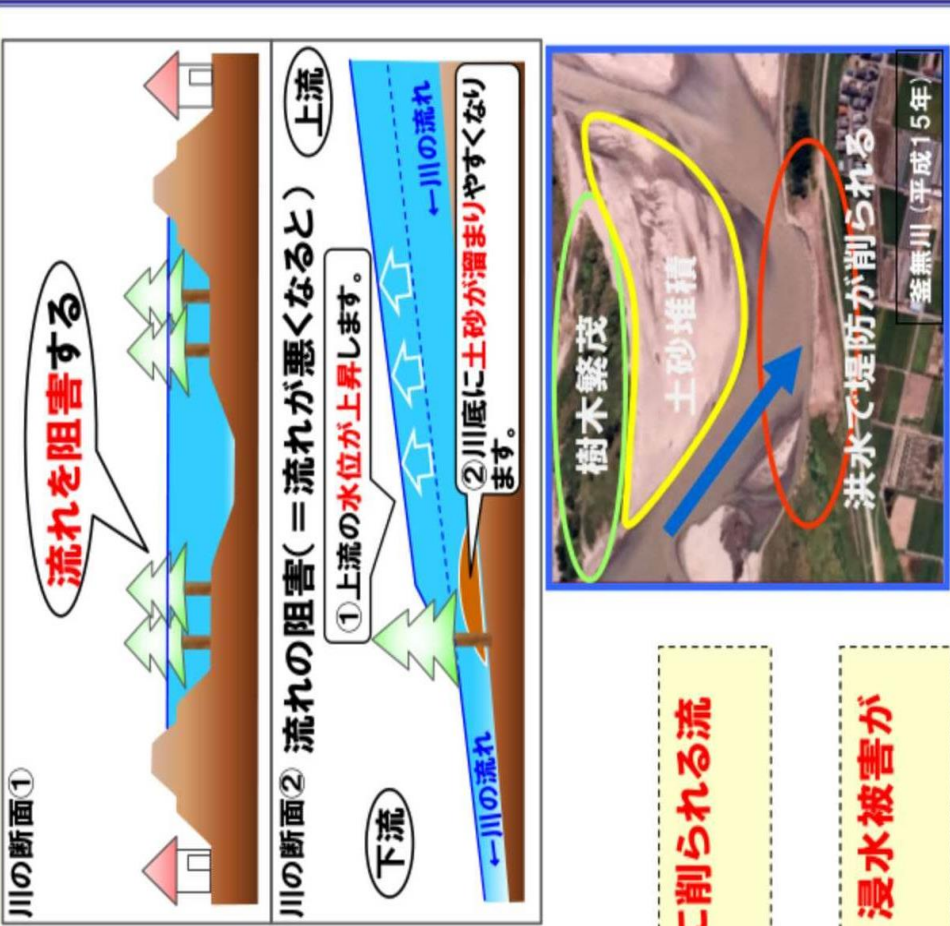 川の断面①
流れを阻害する
川の断面②
流れの阻害(=流れが悪くなると)
上流
①上流の水位が上昇します。
←川の流れ
②川底に土砂が溜まりやすくなり
ます。
下流
←川の流れ
樹木繁茂
土砂堆積
洪水で堤防が削られる
釜無川(平成15年)
に削られる流
浸水被害が